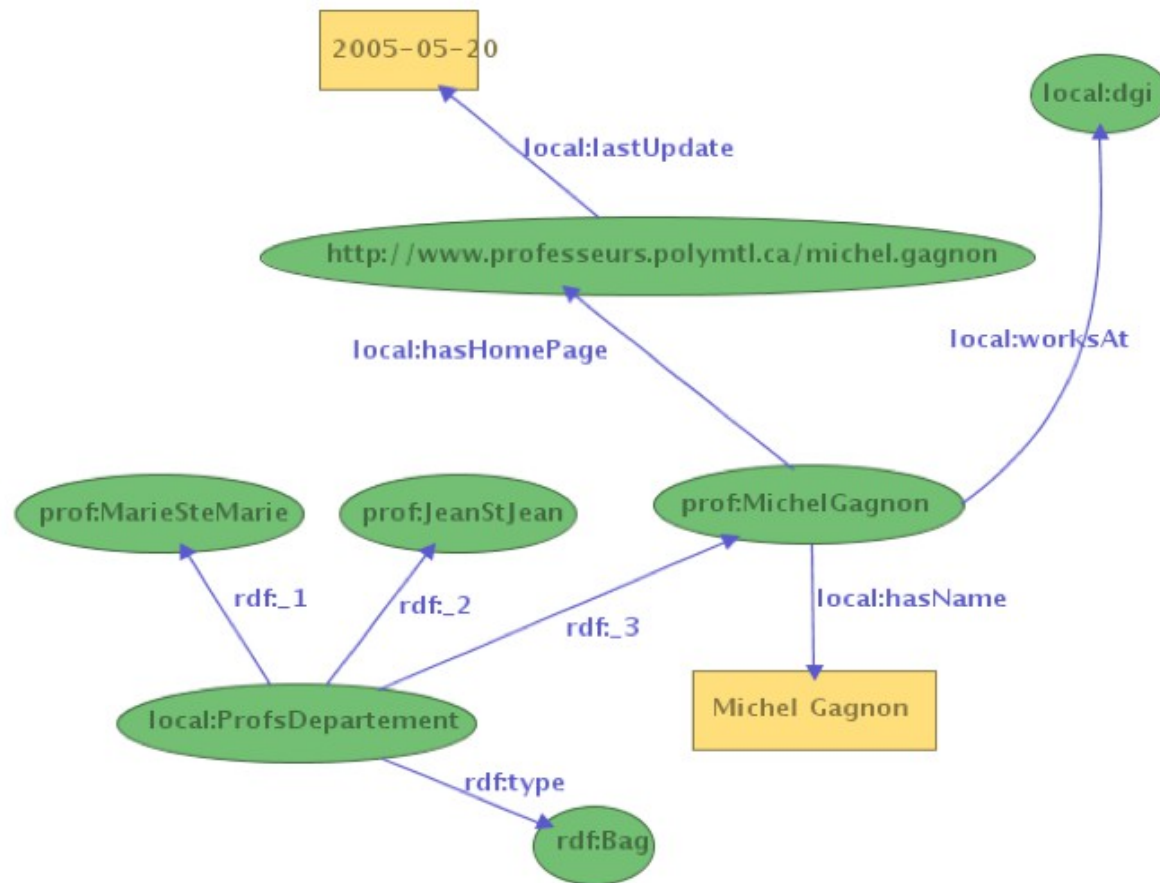 2005-05-20
local:dgi
local:lastUpdate
http://www.professeurs.polymtl.ca/michel.gagnon
local:hasHomePage
local:worksAt
prof:MarieSteMarie
prof:JeanStJean
prof:MichelGagnon
rdf:_1
rdf:_2
rdf:_3
local:hasName
local:ProfsDepartement
Michel Gagnon
rdf:type
rdf:Bag